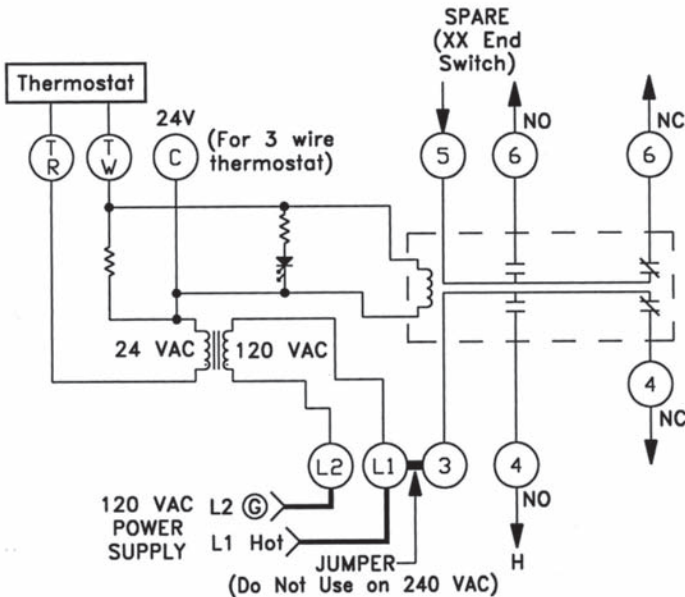 SPARE
(XX End
Switch)
Thermostat
24V
(For 3 wire
thermostat)
NO
NC
T
R
T
W
C
5
6
6
24 VAC
120 VAC
4
NC
L2
L1
3
4
NO
120 VAC
POWER
SUPPLY
L2 G
L1 Hot
JUMPER
(Do Not Use on 240 VAC)
H